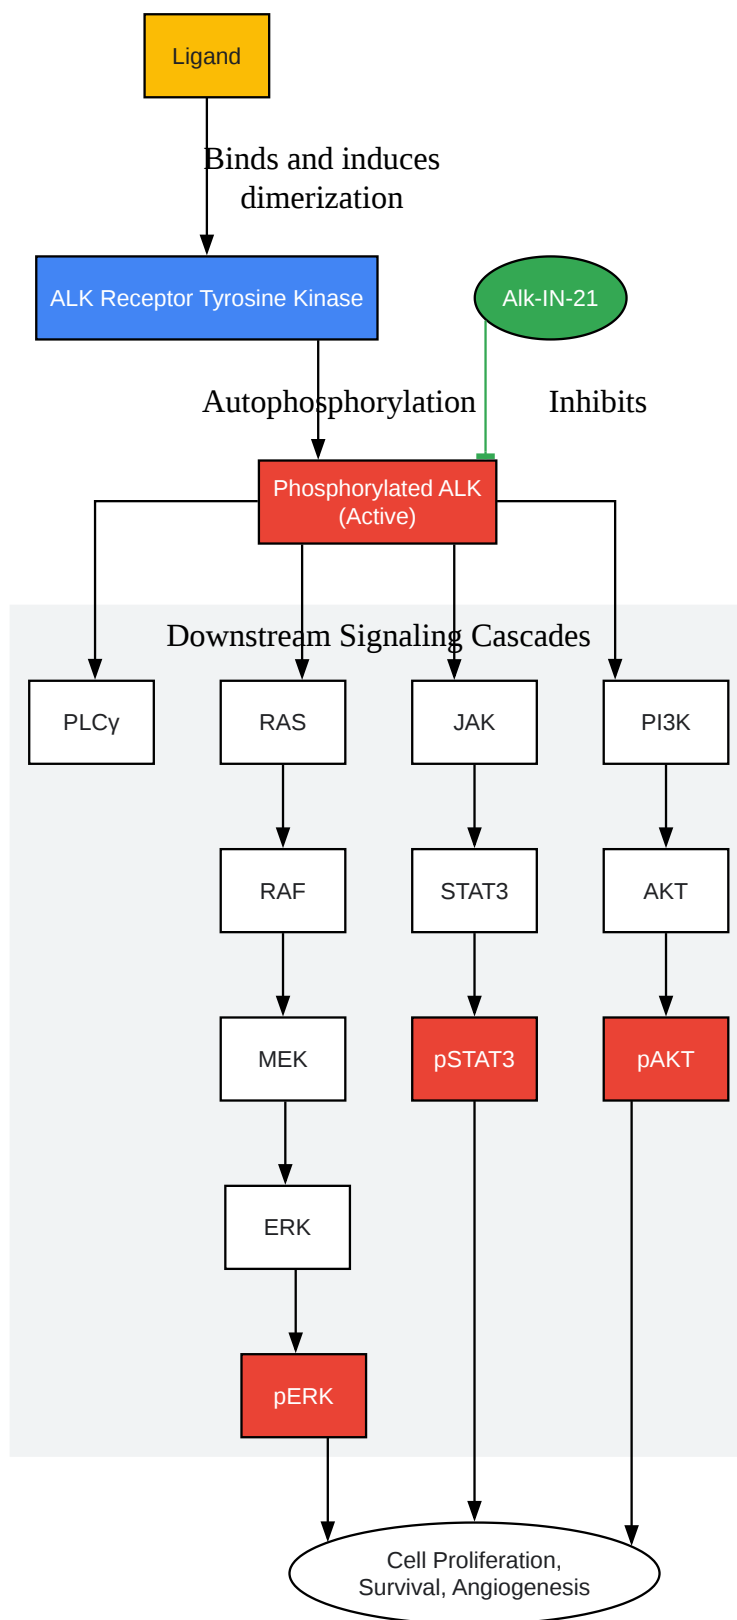 Ligand
Binds and induces
dimerization
ALK Receptor Tyrosine Kinase
Alk-IN-21
Autophosphorylation
Inhibits
Phosphorylated ALK
(Active)
Downstream Signaling Cascades
PLCγ
RAS
JAK
PI3K
RAF
STAT3
AKT
MEK
pSTAT3
pAKT
ERK
pERK
Cell Proliferation,
Survival, Angiogenesis